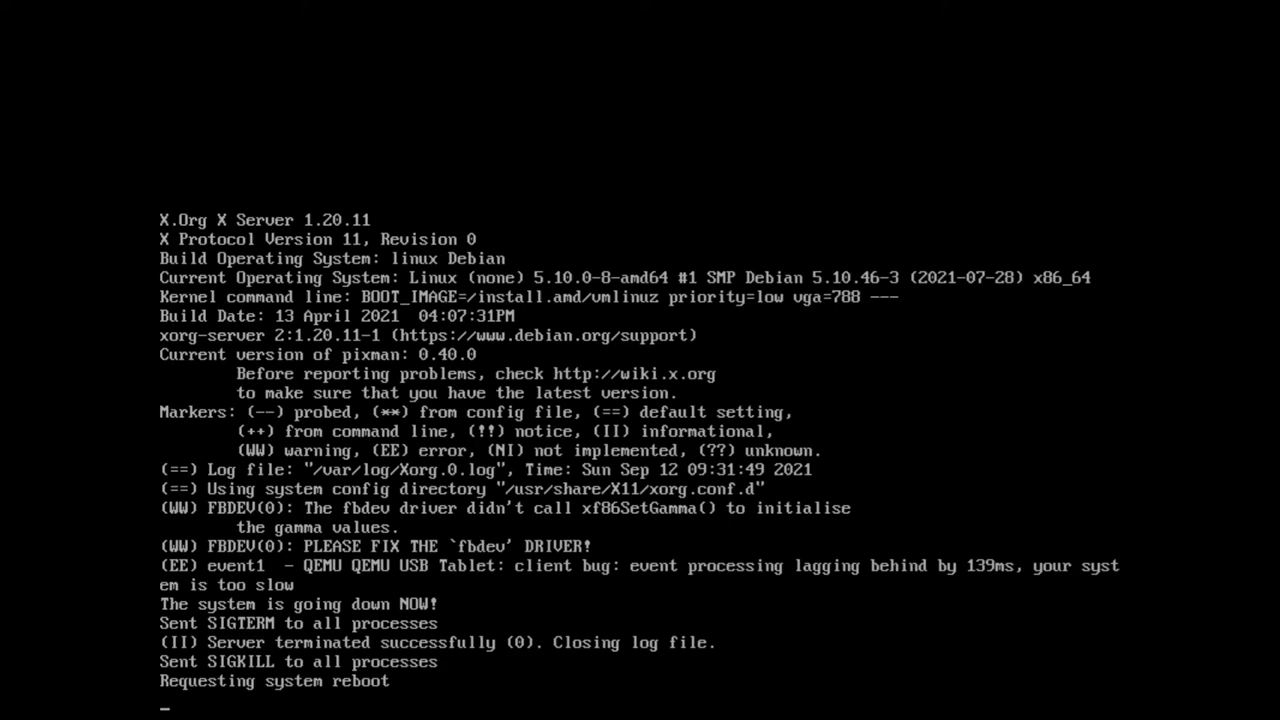 X.Org X Server 1.20.11
X Protocol Version 11, Revision 0
Build Operating System: linux Debian
Current Operating System: Linux (none) 5.10.0-8-amd64 #1 SMP Debian 5.10.46-3 (2021-07-28) x86_64
Kernel command line: BOOT_IMAGE=/install.amd/vmlinuz priority=low vga=788 ---
Build Date: 13 April 2021  04:07:31PM
xorg-server 2:1.20.11-1 (https://www.debian.org/support)
Current version of pixman: 0.40.0
        Before reporting problems, check http://wiki.x.org
        to make sure that you have the latest version.
Markers: (--) probed, (**) from config file, (==) default setting,
        (++) from command line, (!!) notice, (II) informational,
        (WW) warning, (EE) error, (NI) not implemented, (??) unknown.
(==) Log file: "/var/log/Xorg.0.log", Time: Sun Sep 12 09:31:49 2021
(==) Using system config directory "/usr/share/X11/xorg.conf.d"
(WW) FBDEV(0): The fbdev driver didn't call xf86SetGamma() to initialise
        the gamma values.
(WW) FBDEV(0): PLEASE FIX THE `fbdev' DRIVER!
(EE) event1  - QEMU QEMU USB Tablet: client bug: event processing lagging behind by 139ms, your syst
em is too slow
The system is going down NOW!
Sent SIGTERM to all processes
(II) Server terminated successfully (0). Closing log file.
Sent SIGKILL to all processes
Requesting system reboot
_